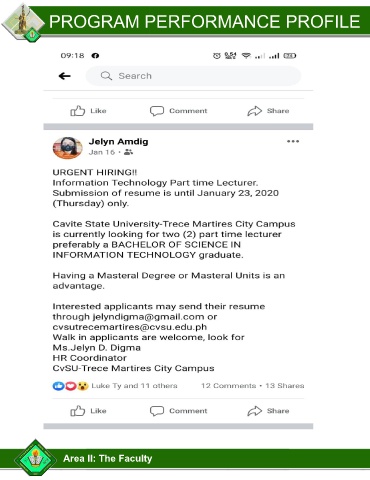 PROGRAM PERFORMANCE PROFILE
09:18
Search
Like Comment Share
Jelyn Amdig
Jan 16
URGENT HIRING!!
Information Technology Part time Lecturer.
Submission of resume is until January 23, 2020
(Thursday) only.
Cavite State University-Trece Martires City Campus
is currently looking for two (2) part time lecturer
preferably a BACHELOR OF SCIENCE IN
INFORMATION TECHNOLOGY graduate.
Having a Masteral Degree or Masteral Units is an
advantage.
Interested applicants may send their resume
through jelyndigma@gmail.com or
cvsutrecemartires@cvsu.edu.ph
Walk in applicants are welcome, look for
Ms.Jelyn D. Digma
HR Coordinator
CvSU-Trece Martires City Campus
Luke Ty and 11 others 12 Comments • 13 Shares
Like Comment Share
Area II: The Faculty